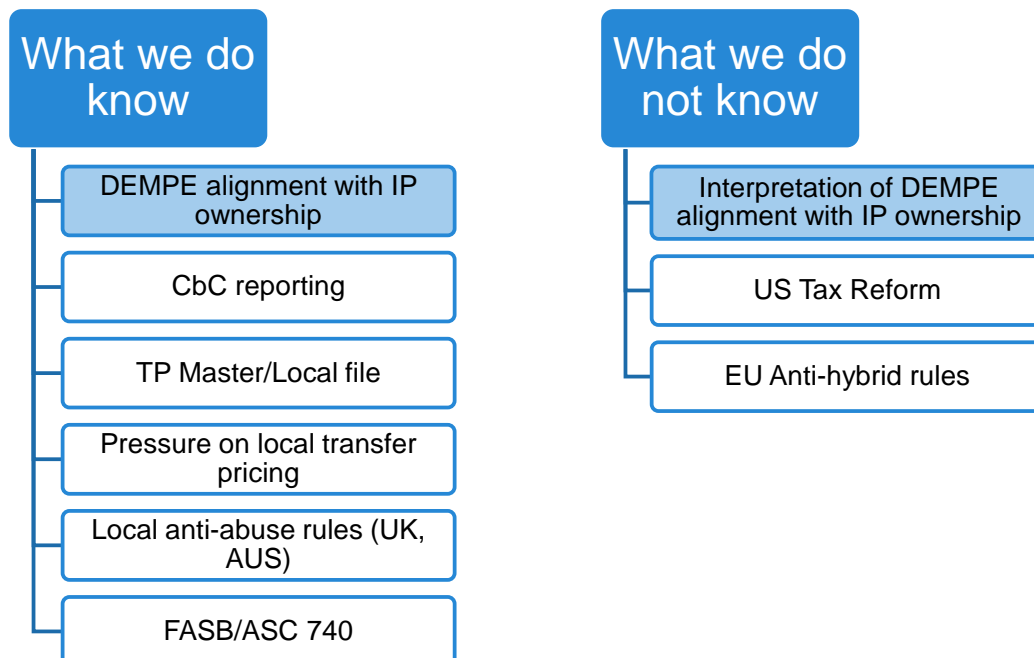 What we do
know
DEMPE alignment with IP
ownership
CbC reporting
TP Master/Local file
Pressure on local transfer
pricing
Local anti-abuse rules (UK,
AUS)
FASB/ASC 740
What we do
not know
Interpretation of DEMPE
alignment with IP ownership
US Tax Reform
EU Anti-hybrid rules